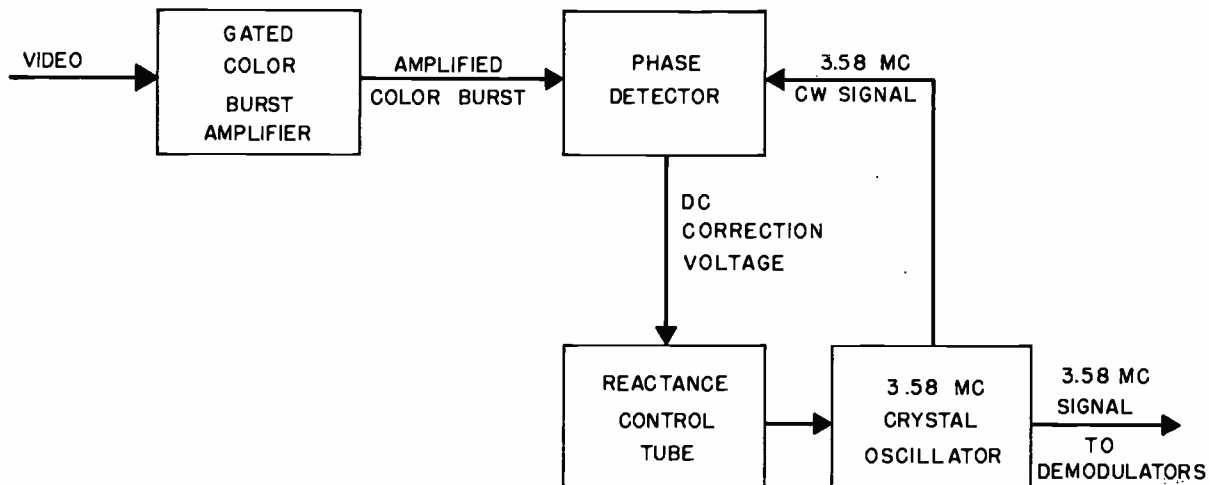 VIDEO
GATED
COLOR
BURST
AMPLIFIER
AMPLIFIED
COLOR BURST
PHASE
DETECTOR
3.58 MC
CW SIGNAL
DC
CORRECTION
VOLTAGE
REACTANCE
CONTROL
TUBE
3.58 MC
CRYSTAL
OSCILLATOR
3.58 MC
SIGNAL
TO
DEMODULATORS